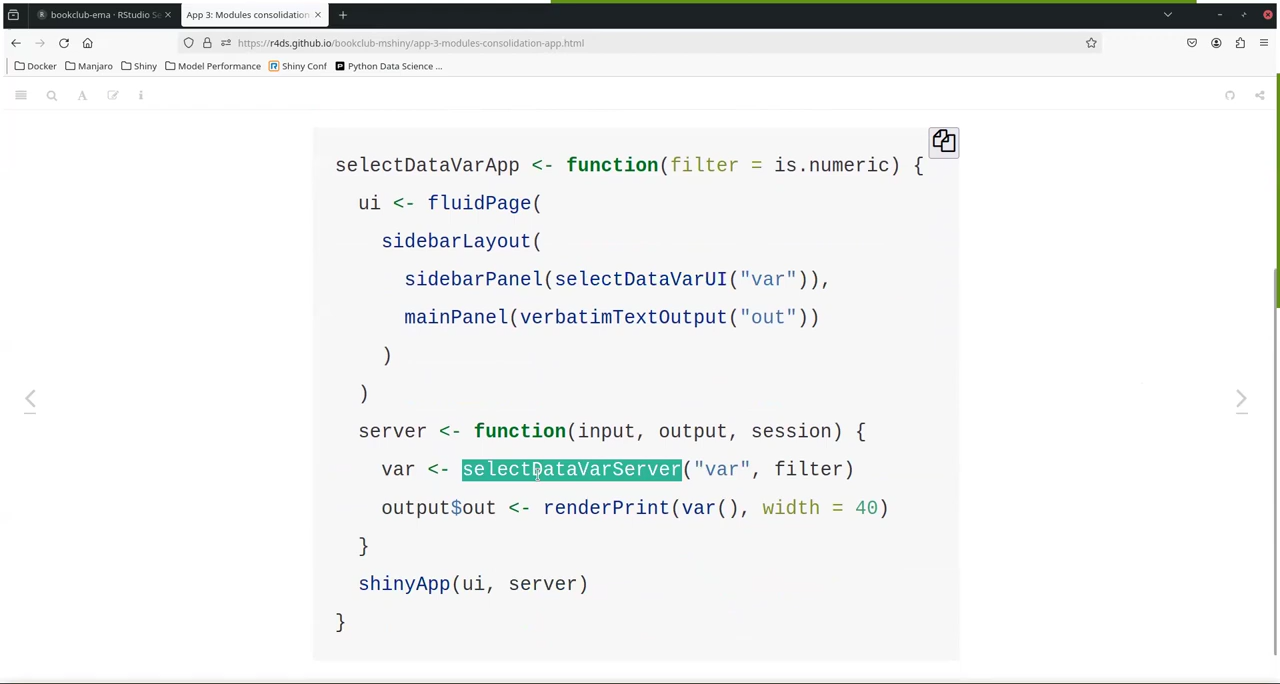 bookclub-ema · RStudio Se
App 3: Modules consolidation
https://r4ds.github.io/bookclub-mshiny/app-3-modules-consolidation-app.html
Docker Manjaro Shiny Model Performance Shiny Conf Python Data Science ...
selectDataVarApp <- function(filter = is.numeric) {
ui <- fluidPage(
sidebarLayout(
sidebarPanel(selectDataVarUI("var")),
mainPanel(verbatimTextOutput("out"))
)
)
server <- function(input, output, session) {
var <- selectDataVarServer("var", filter)
output$out <- renderPrint(var(), width = 40)
}
shinyApp(ui, server)
}